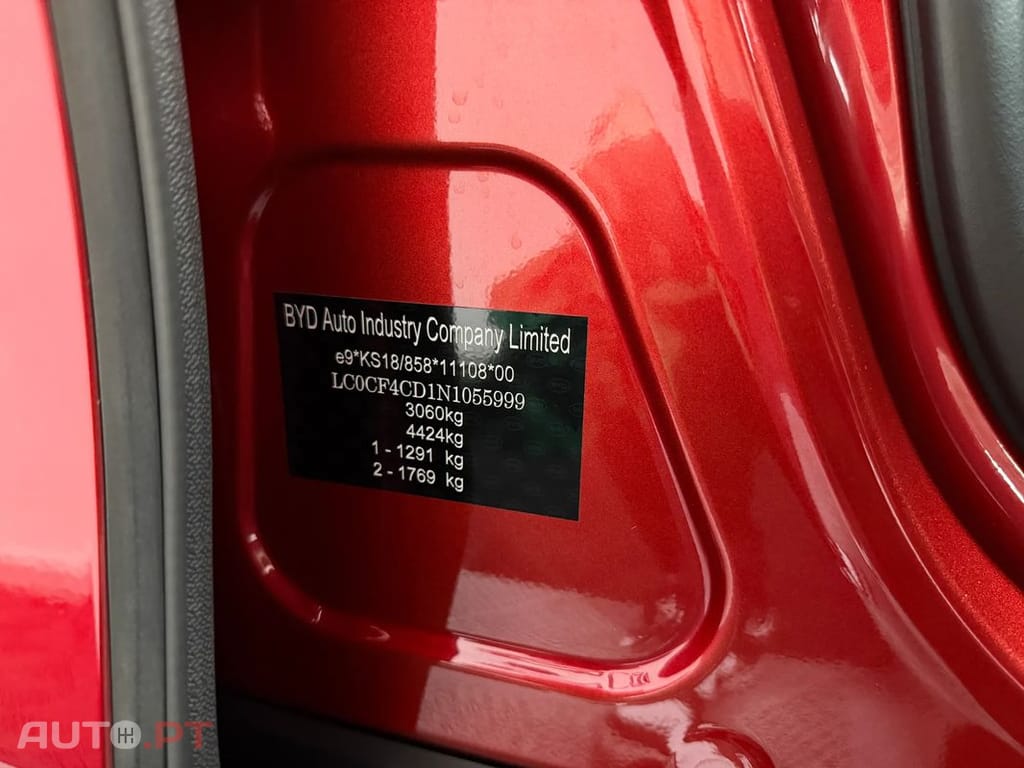 BYD Auto Industry Company Limited
e9*KS18/858*11108*00
LC0CF4CD1N1055999
3060kg
4424kg
1 - 1291 kg
2 - 1769 kg
AUTO.PT